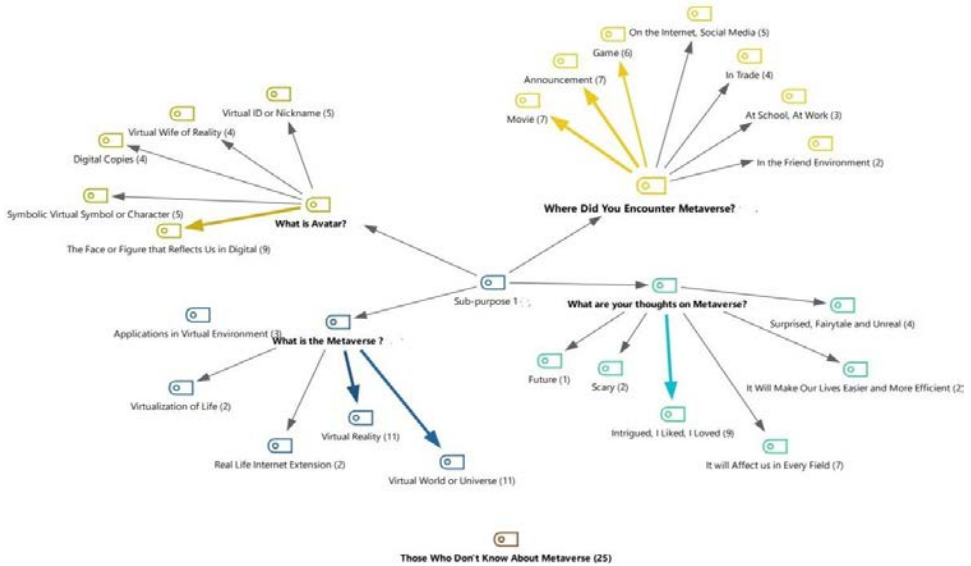 On the Internet, Social Media (5)
Game (6)
Announcement (7)
In Trade (4)
Movie (7)
At School, At Work (3)
In the Friend Environment (2)
Where Did You Encounter Metaverse?
Virtual ID or Nickname (5)
Virtual Wife of Reality (4)
Digital Copies (4)
Symbolic Virtual Symbol or Character (5)
What is Avatar?
The Face or Figure that Reflects Us in Digital (9)
Sub-purpose 1
Applications in Virtual Environment (3)
What is the Metaverse ?
Virtualization of Life (2)
Virtual Reality (11)
Real Life Internet Extension (2)
Virtual World or Universe (11)
What are your thoughts on Metaverse?
Surprised, Fairytale and Unreal (4)
Future (1)
Scary (2)
It Will Make Our Lives Easier and More Efficient (2)
Intrigued, I Liked, I Loved (9)
It will Affect us in Every Field (7)
Those Who Don't Know About Metaverse (25)